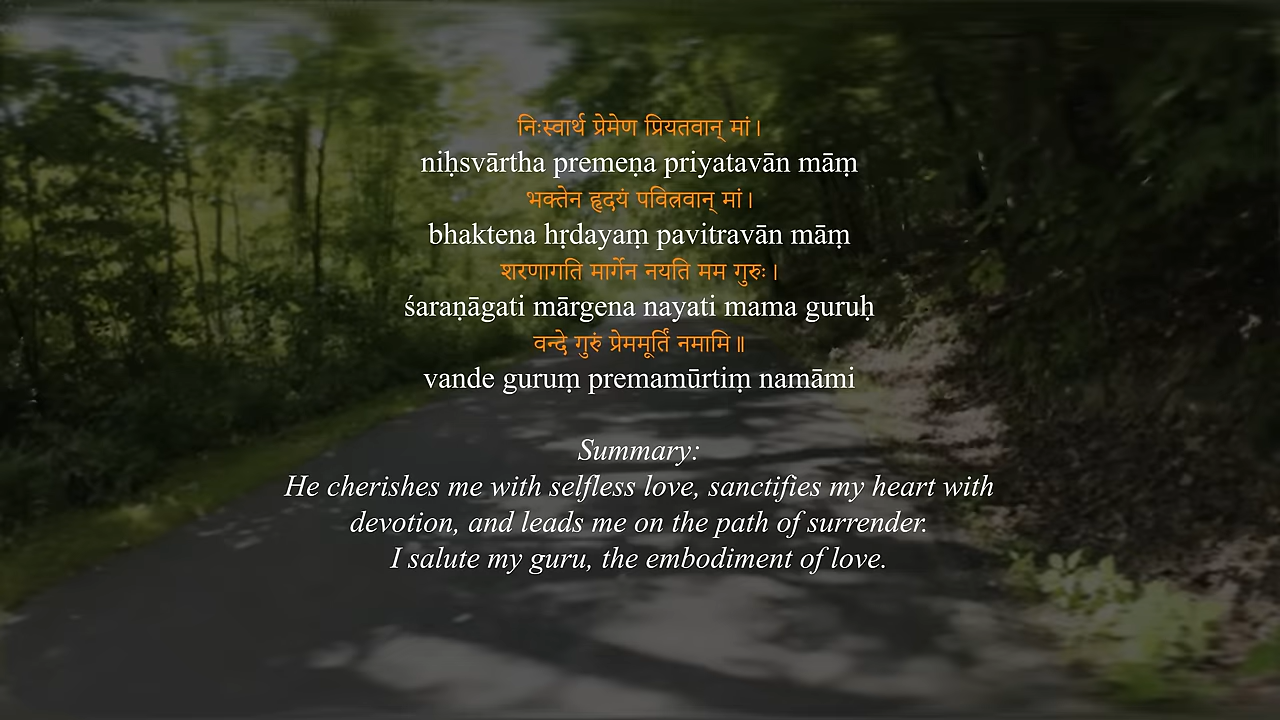 निःस्वार्थ प्रेमेण प्रियतवान् मां।
niḥsvārtha premeṇa priyatavān māṃ
भक्तेन हृदयं पवित्रवान् मां।
bhaktena hṛdayaṃ pavitravān māṃ
शरणागति मार्गेन नयति मम गुरुः।
śaraṇāgati mārgena nayati mama guruḥ
वन्दे गुरुं प्रेममूर्तिं नमामि॥
vande guruṃ premamūrtiṃ namāmi
Summary:
He cherishes me with selfless love, sanctifies my heart with
devotion, and leads me on the path of surrender.
I salute my guru, the embodiment of love.